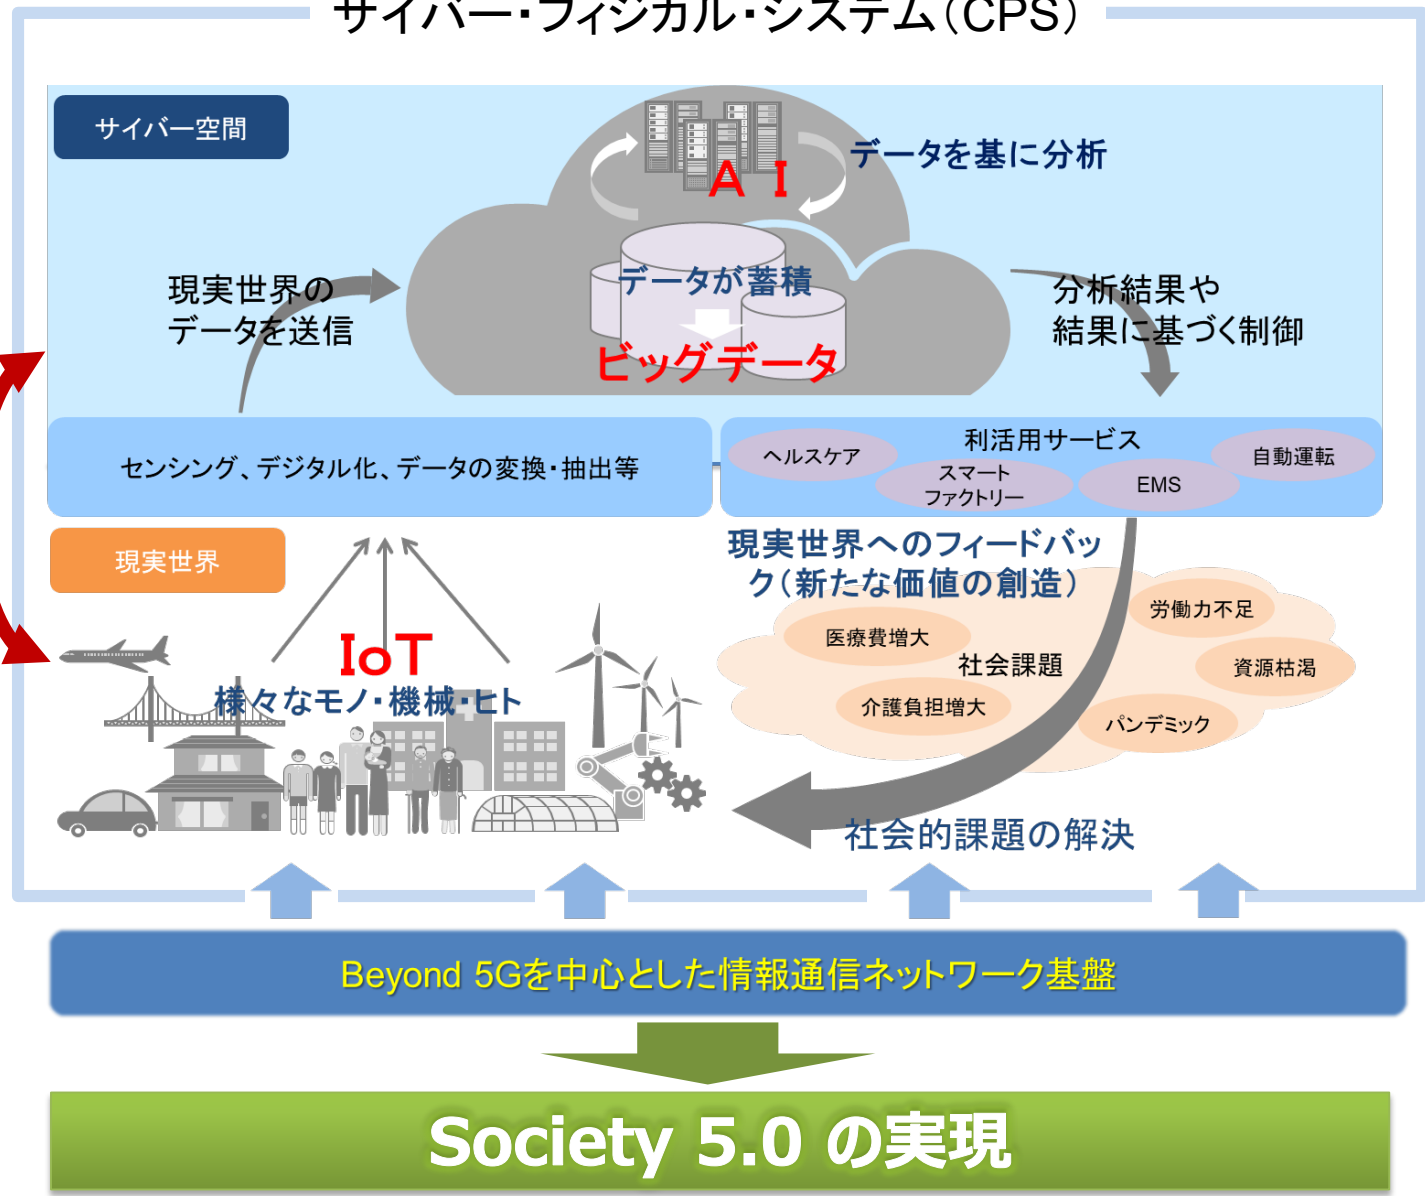 サイバー・フィジカル・システム（CPS）
サイバー空間
データを基に分析
ＡＩ
データが蓄積
ビッグデータ
現実世界の
データを送信
分析結果や
結果に基づく制御
センシング、デジタル化、データの変換・抽出等
利活用サービス
ヘルスケア
スマート
ファクトリー
EMS
自動運転
現実世界
IoT
様々なモノ・機械・ヒト
現実世界へのフィードバッ
ク（新たな価値の創造）
医療費増大
社会課題
介護負担増大
労働力不足
資源枯渇
パンデミック
社会的課題の解決
Beyond 5Gを中心とした情報通信ネットワーク基盤
Society 5.0 の実現